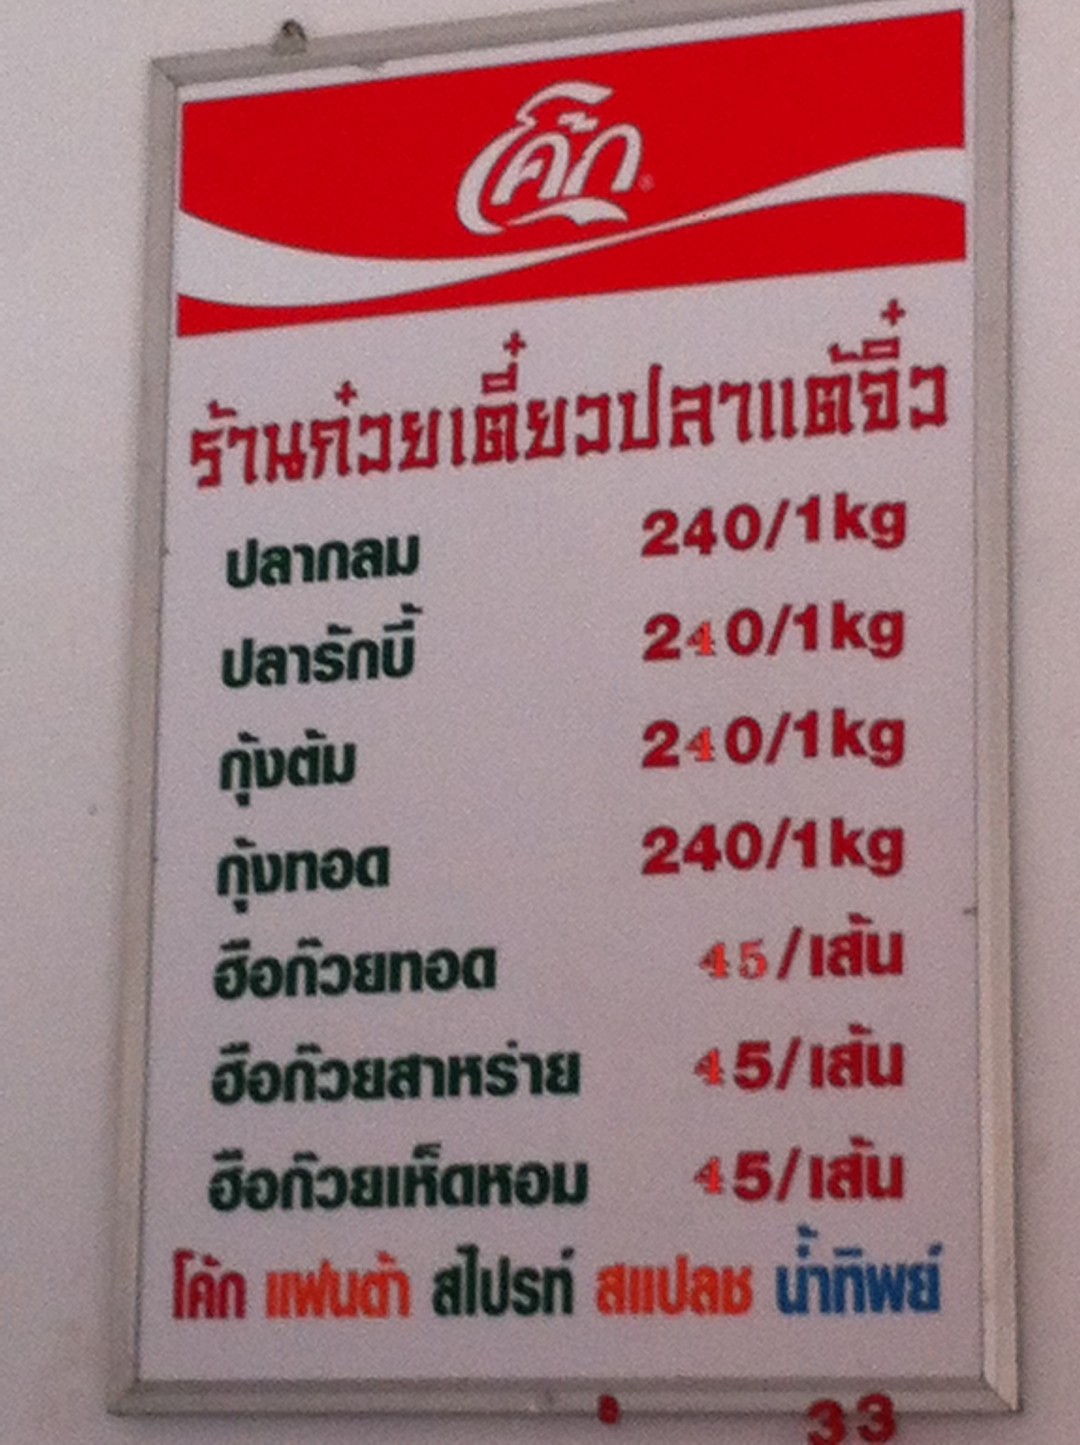 โค๊ก
ร้านก๋วยเตี๋ยวปลาแต้จิ๋ว
ปลากลม 240/1kg
ปลารักบี้ 240/1kg
กุ้งต้ม 240/1kg
กุ้งทอด 240/1kg
ฮือก๊วยทอด 45/เส้น
ฮือก๊วยสาหร่าย 45/เส้น
ฮือก๊วยเห็ดหอม 45/เส้น
โค้ก แฟนต้า สไปรท์ สแปลช น้ำทิพย์
33